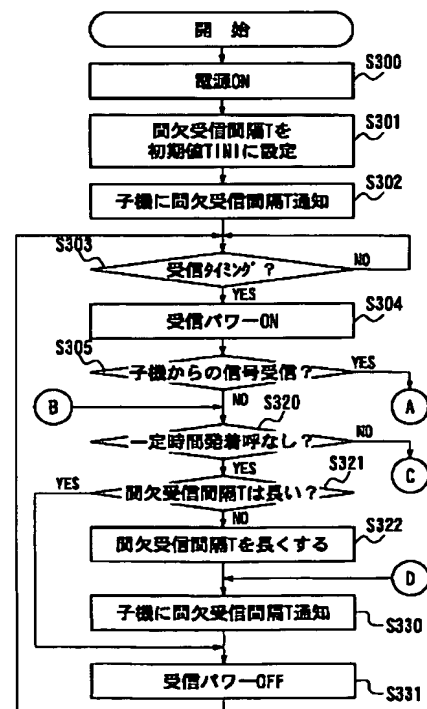 開 始
S300
電源ON
S301
間欠受信間隔Tを
初期値TINIに設定
S302
子機に間欠受信間隔T通知
S303
受信タイミング?
NO
YES
S304
受信パワーON
S305
子機からの信号受信?
YES
NO
A
B
S320
一定時間発着呼なし?
NO
C
YES
S321
間欠受信間隔Tは長い?
YES
NO
S322
間欠受信間隔Tを長くする
D
子機に間欠受信間隔T通知
S330
受信パワーOFF
S331